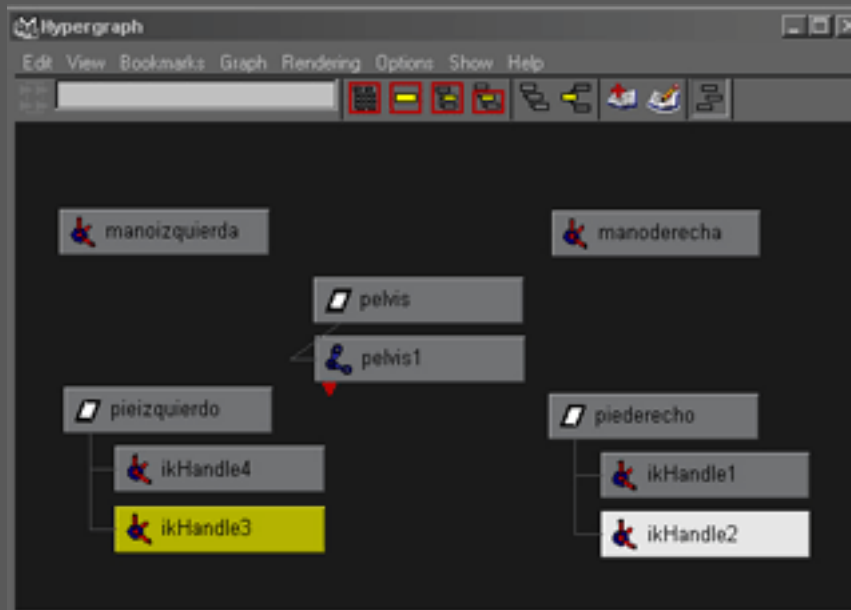 Hypergraph
Edit View Bookmarks Graph Rendering Options Show Help
manoizquierda
manoderecha
pelvis
pelvis1
pieizquierdo
piederecho
ikHandle4
ikHandle1
ikHandle3
ikHandle2